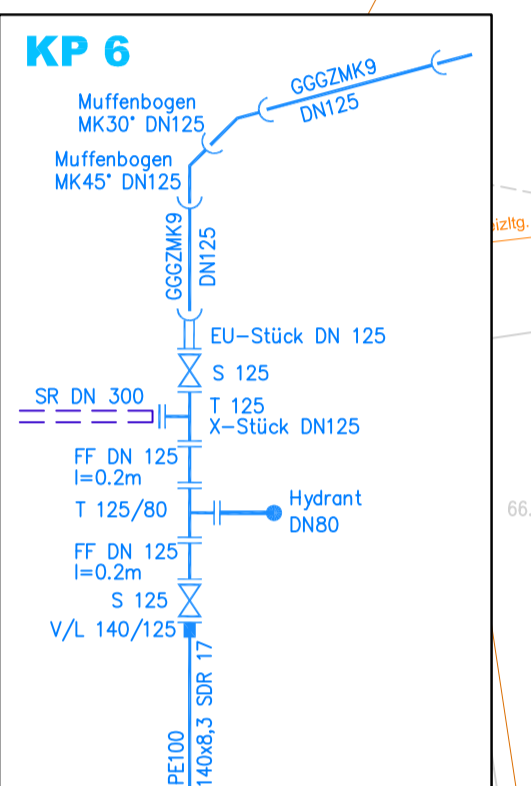 KP 6
GGGZMK9
DN125
Muffenbogen
MK30° DN125
Muffenbogen
MK45° DN125
GGGZMK9
DN125
izltg.
EU-Stück DN 125
S 125
SR DN 300
T 125
X-Stück DN125
FF DN 125
l=0.2m
T 125/80
Hydrant
DN80
66.
FF DN 125
l=0.2m
S 125
V/L 140/125
PE100
140x8,3 SDR 17